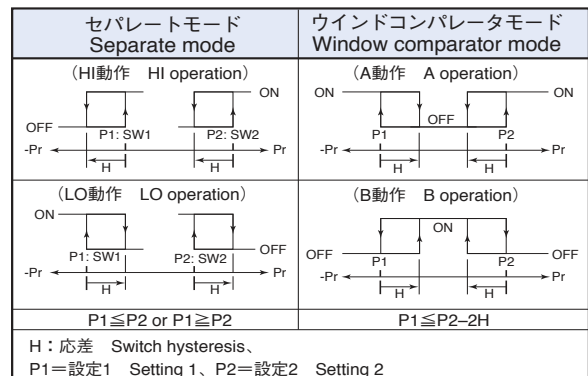 セパレートモード
Separate mode
ウインドコンパレータモード
Window comparator mode
（HI動作　HI operation）
ON
OFF
P1: SW1
P2: SW2
-Pr
Pr
H
H
（A動作　A operation）
ON
ON
OFF
P1
P2
-Pr
Pr
H
H
（LO動作　LO operation）
ON
OFF
P1: SW1
P2: SW2
-Pr
Pr
H
H
（B動作　B operation）
ON
OFF
OFF
P1
P2
-Pr
Pr
H
H
P1≦P2 or P1≧P2
P1≦P2–2H
H：応差　Switch hysteresis、
P1＝設定1　Setting 1、P2＝設定2　Setting 2